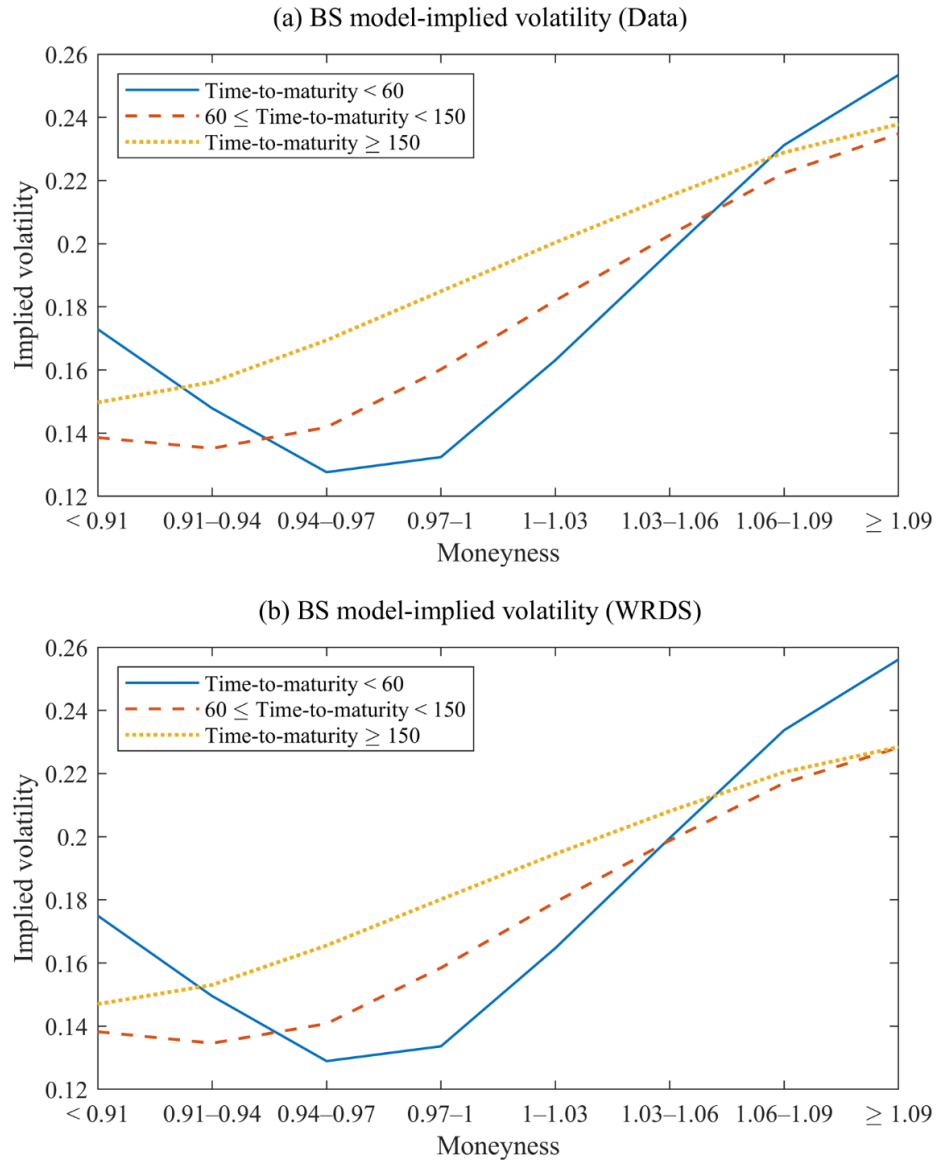 (a) BS model-implied volatility (Data)
0.26
0.24
0.22
0.2
0.18
0.16
0.14
0.12
Implied volatility
Time-to-maturity < 60
60 ≤ Time-to-maturity < 150
Time-to-maturity ≥ 150
< 0.91 0.91–0.94 0.94–0.97 0.97–1 1–1.03 1.03–1.06 1.06–1.09 ≥ 1.09
Moneyness
(b) BS model-implied volatility (WRDS)
0.26
0.24
0.22
0.2
0.18
0.16
0.14
0.12
Implied volatility
Time-to-maturity < 60
60 ≤ Time-to-maturity < 150
Time-to-maturity ≥ 150
< 0.91 0.91–0.94 0.94–0.97 0.97–1 1–1.03 1.03–1.06 1.06–1.09 ≥ 1.09
Moneyness